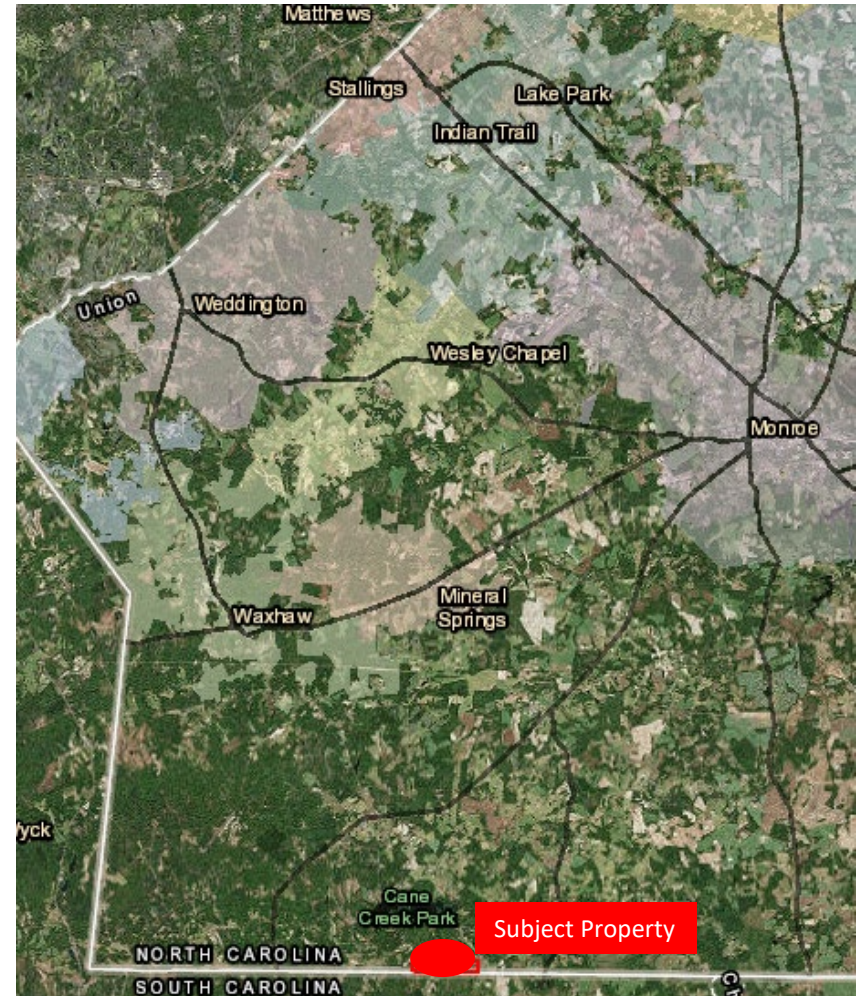 Matthews
Stallings
Lake Park
Indian Trail
Union
Weddington
Wesley Chapel
Monroe
Mineral
Springs
Waxhaw
Cane
Creek Park
Subject Property
NORTH CAROLINA
SOUTH CAROLINA